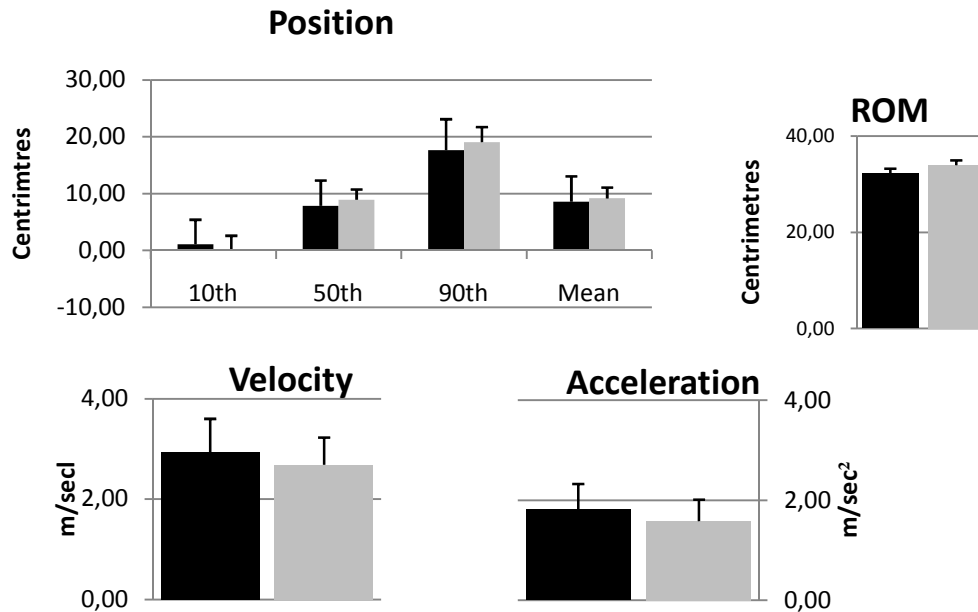 Position
Centrimtres
30,00
20,00
10,00
0,00
-10,00
10th
50th
90th
Mean
ROM
Centrimetres
40,00
20,00
0,00
Velocity
m/secl
4,00
2,00
0,00
Acceleration
4,00
2,00
0,00
m/sec²